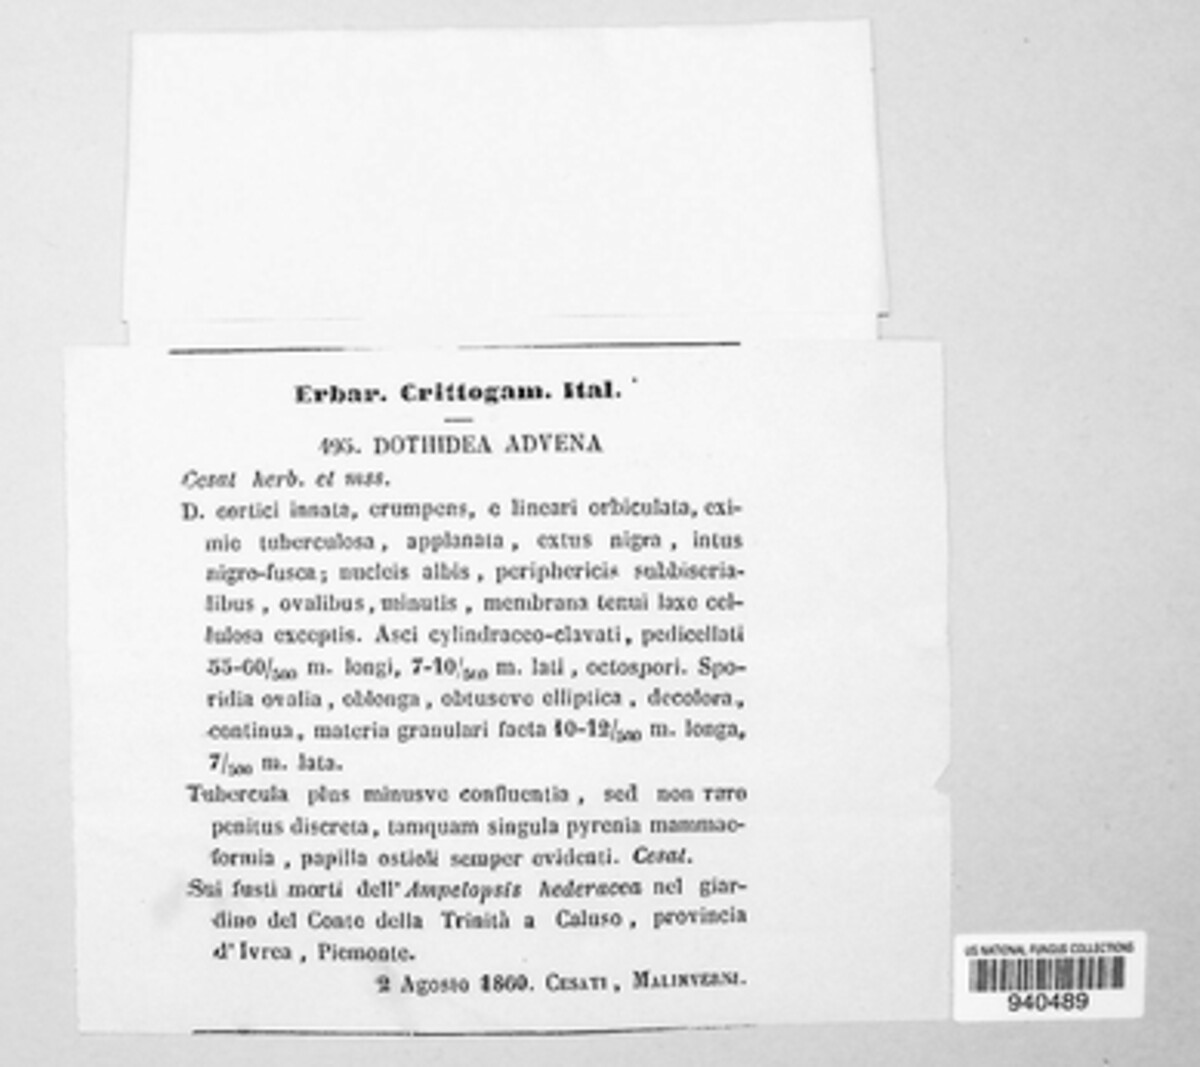 Erbar. Crittogam. Ital.
495. DOTHIDEA ADVENA
Cesat herb. et mss.
D. cortici innata, erumpens, e lineari orbiculata, exi-
mie tuberculosa, applanata, extus nigra, intus
nigro-fusca; nucleis albis, periphericis subbiseria-
libus, ovalibus, minutis, membrana tenui laxe cel-
lulosa exceptis. Asci cylindraceo-clavati, pedicellati
55-60/500 m. longi, 7-10/500 m. lati, octospori. Spo-
ridia ovalia, oblonga, obtuseve elliptica, decolora,
continua, materia granulari facta 10-12/500 m. longa,
7/500 m. lata.
Tubercula plus minusve confluentia, sed non raro
penitus discreta, tamquam singula pyrenia mammae-
formia, papilla ostioli semper evidenti. Cesat.
Sui fusti morti dell' Ampelopsis hederacea nel giar-
dino del Conte della Trinità a Caluso, provincia
d' Ivrea, Piemonte.
2 Agosto 1860. CESATI, MALINVERNI.
US NATIONAL FUNGUS COLLECTIONS
940489